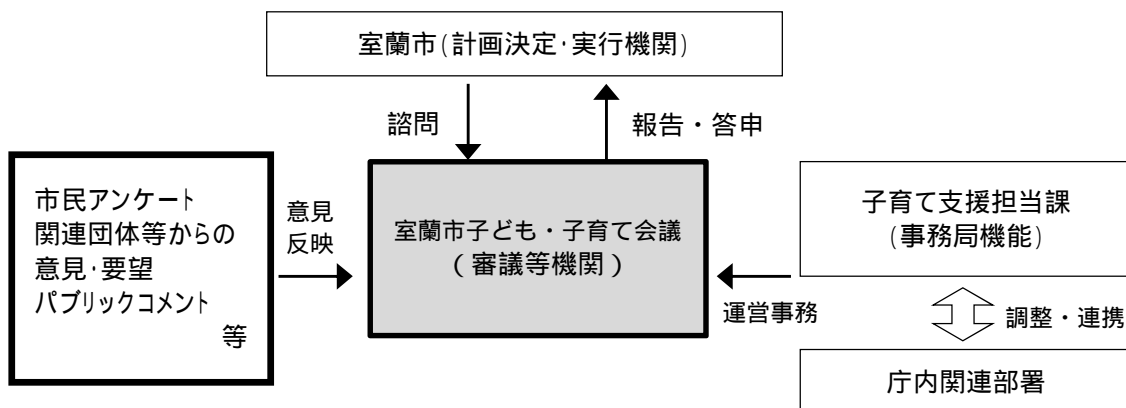 室蘭市(計画決定･実行機関)
諮問
報告・答申
市民アンケート
関連団体等からの
意見･要望
パブリックコメント
等
意見
反映
室蘭市子ども・子育て会議
(審議等機関)
子育て支援担当課
(事務局機能)
運営事務
調整・連携
庁内関連部署